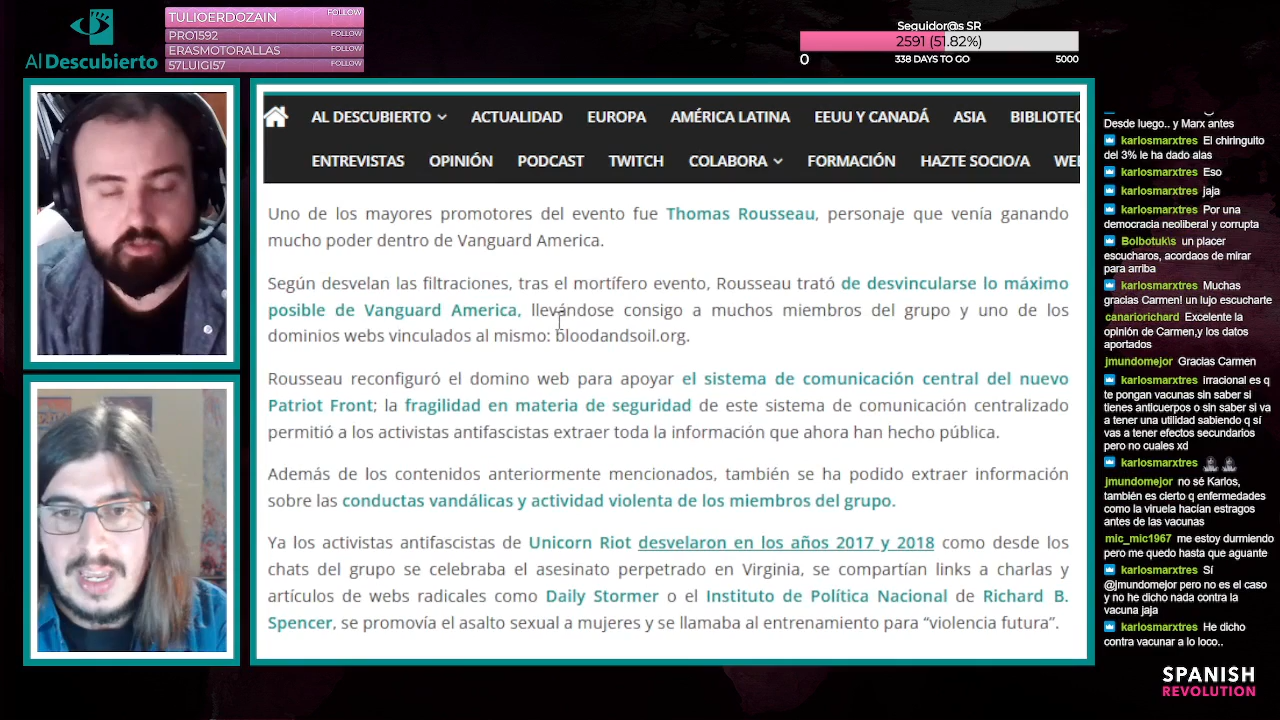 Al Descubierto
TULIOERDOZAIN FOLLOW
PRO1592 FOLLOW
ERASMOTORALLAS FOLLOW
57LUIGI57 FOLLOW
Seguidor@s SR
2591 (51.82%)
0 338 DAYS TO GO 5000
AL DESCUBIERTO ACTUALIDAD EUROPA AMÉRICA LATINA EEUU Y CANADÁ ASIA BIBLIOTEC
ENTREVISTAS OPINIÓN PODCAST TWITCH COLABORA FORMACIÓN HAZTE SOCIO/A WE
Uno de los mayores promotores del evento fue Thomas Rousseau, personaje que venía ganando
mucho poder dentro de Vanguard America.
Según desvelan las filtraciones, tras el mortífero evento, Rousseau trató de desvincularse lo máximo
posible de Vanguard America, llevándose consigo a muchos miembros del grupo y uno de los
dominios webs vinculados al mismo: bloodandsoil.org.
Rousseau reconfiguró el domino web para apoyar el sistema de comunicación central del nuevo
Patriot Front; la fragilidad en materia de seguridad de este sistema de comunicación centralizado
permitió a los activistas antifascistas extraer toda la información que ahora han hecho pública.
Además de los contenidos anteriormente mencionados, también se ha podido extraer información
sobre las conductas vandálicas y actividad violenta de los miembros del grupo.
Ya los activistas antifascistas de Unicorn Riot desvelaron en los años 2017 y 2018 como desde los
chats del grupo se celebraba el asesinato perpetrado en Virginia, se compartían links a charlas y
artículos de webs radicales como Daily Stormer o el Instituto de Política Nacional de Richard B.
Spencer, se promovía el asalto sexual a mujeres y se llamaba al entrenamiento para “violencia futura”.
Desde luego.. y Marx antes
karlosmarxtres El chiringuito
del 3% le ha dado alas
karlosmarxtres Eso
karlosmarxtres jaja
karlosmarxtres Por una
democracia neoliberal y corrupta
Bolbotuk\s un placer
escucharos, acordaos de mirar
para arriba
karlosmarxtres Muchas
gracias Carmen! un lujo escucharte
canariorichard Excelente la
opinión de Carmen,y los datos
aportados
jmundomejor Gracias Carmen
karlosmarxtres irracional es q
te pongan vacunas sin saber si
tienes anticuerpos o sin saber si va
a tener una utilidad sabiendo q sí
vas a tener efectos secundarios
pero no cuales xd
karlosmarxtres
jmundomejor no sé Karlos,
también es cierto q enfermedades
como la viruela hacían estragos
antes de las vacunas
mic_mic1967 me estoy durmiendo
pero me quedo hasta que aguante
karlosmarxtres Sí
@jmundomejor pero no es el caso
y no he dicho nada contra la
vacuna jaja
karlosmarxtres He dicho
contra vacunar a lo loco..
SPANISH
REVOLUTION